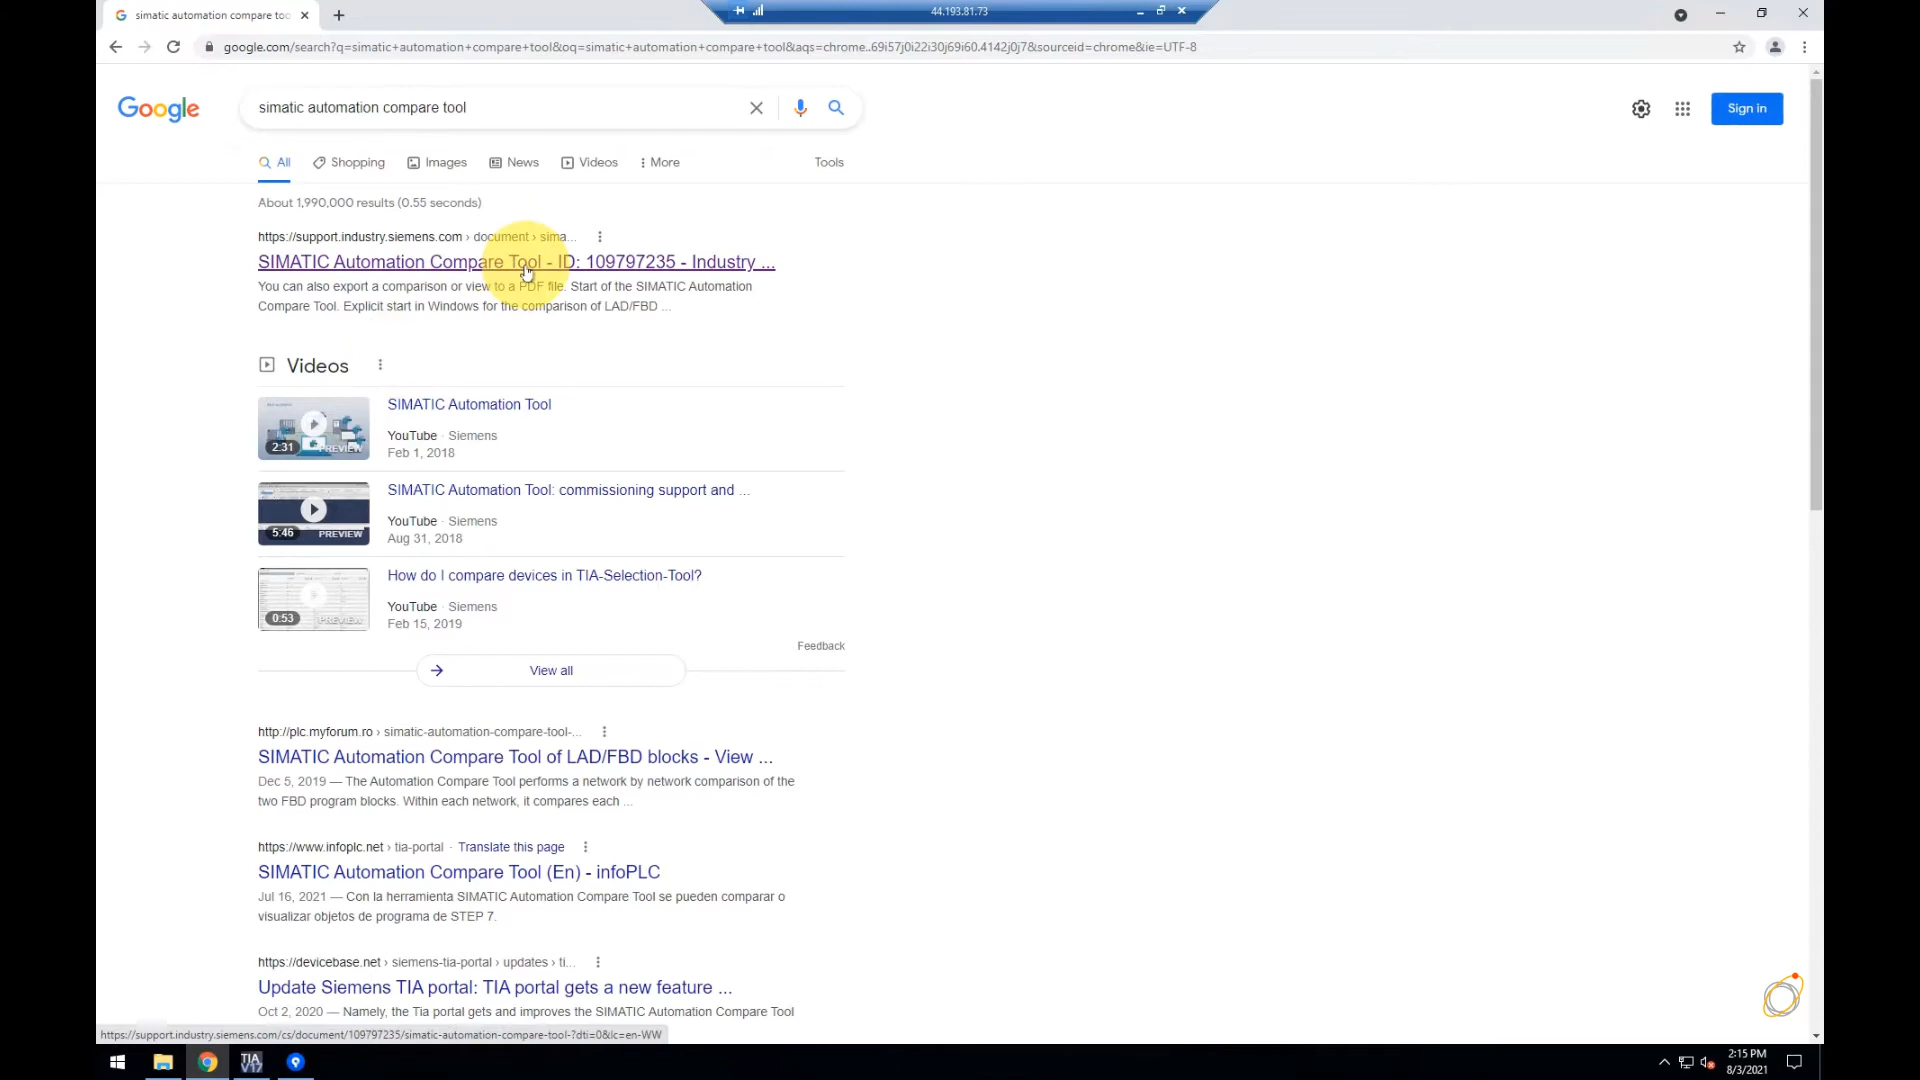 simatic automation compare too
44.193.81.73
google.com/search?q=simatic+automation+compare+tool&oq=simatic+automation+compare+tool&aqs=chrome..69i57j0i22i30j69i60.4142j0j7&sourceid=chrome&ie=UTF-8
Google
simatic automation compare tool
Sign in
All
Shopping
Images
News
Videos
More
Tools
About 1,990,000 results (0.55 seconds)
https://support.industry.siemens.com › document › sima...
SIMATIC Automation Compare Tool - ID: 109797235 - Industry ...
You can also export a comparison or view to a PDF file. Start of the SIMATIC Automation
Compare Tool. Explicit start in Windows for the comparison of LAD/FBD ...
Videos
SIMATIC Automation Tool
YouTube · Siemens
Feb 1, 2018
2:31
PREVIEW
SIMATIC Automation Tool: commissioning support and ...
YouTube · Siemens
Aug 31, 2018
5:46
PREVIEW
How do I compare devices in TIA-Selection-Tool?
YouTube · Siemens
Feb 15, 2019
0:53
PREVIEW
Feedback
View all
http://plc.myforum.ro › simatic-automation-compare-tool-...
SIMATIC Automation Compare Tool of LAD/FBD blocks - View ...
Dec 5, 2019 — The Automation Compare Tool performs a network by network comparison of the
two FBD program blocks. Within each network, it compares each ...
https://www.infoplc.net › tia-portal · Translate this page
SIMATIC Automation Compare Tool (En) - infoPLC
Jul 16, 2021 — Con la herramienta SIMATIC Automation Compare Tool se pueden comparar o
visualizar objetos de programa de STEP 7.
https://devicebase.net › siemens-tia-portal › updates › ti...
Update Siemens TIA portal: TIA portal gets a new feature ...
Oct 2, 2020 — Namely, the Tia portal gets and improves the SIMATIC Automation Compare Tool
https://support.industry.siemens.com/cs/document/109797235/simatic-automation-compare-tool-?dti=0&lc=en-WW
TIA
V17
2:15 PM
8/3/2021